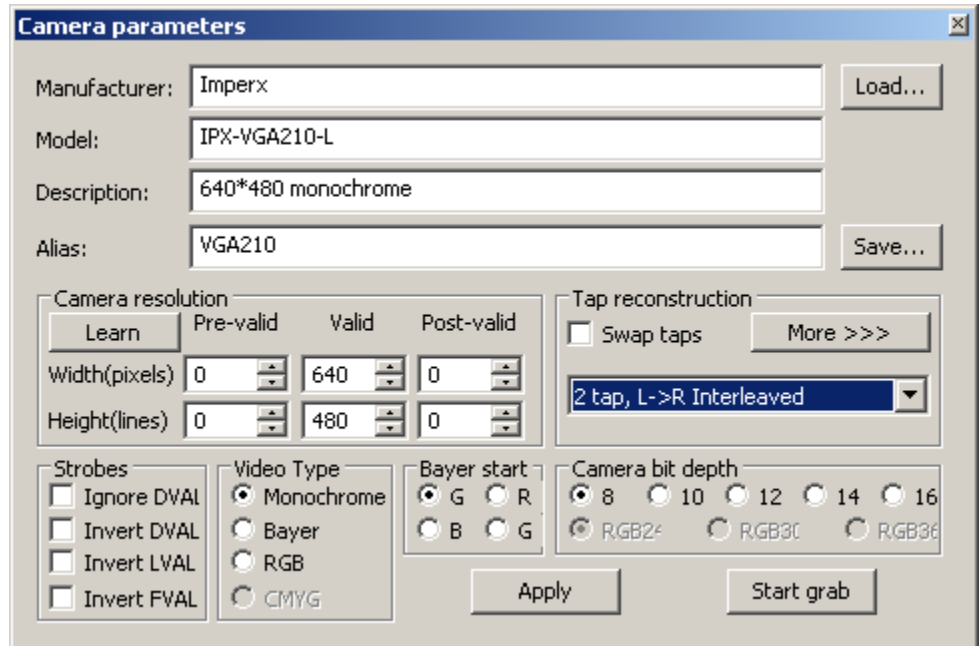 Camera parameters
Manufacturer: Imperx Load...
Model: IPX-VGA210-L
Description: 640*480 monochrome
Alias: VGA210 Save...
Camera resolution
Learn Pre-valid Valid Post-valid
Width(pixels) 0 640 0
Height(lines) 0 480 0
Tap reconstruction
Swap taps More >>>
2 tap, L->R Interleaved
Strobes
Ignore DVAL
Invert DVAL
Invert LVAL
Invert FVAL
Video Type
Monochrome
Bayer
RGB
CMYG
Bayer start
G R
B G
Camera bit depth
8 10 12 14 16
RGB24 RGB30 RGB36
Apply Start grab